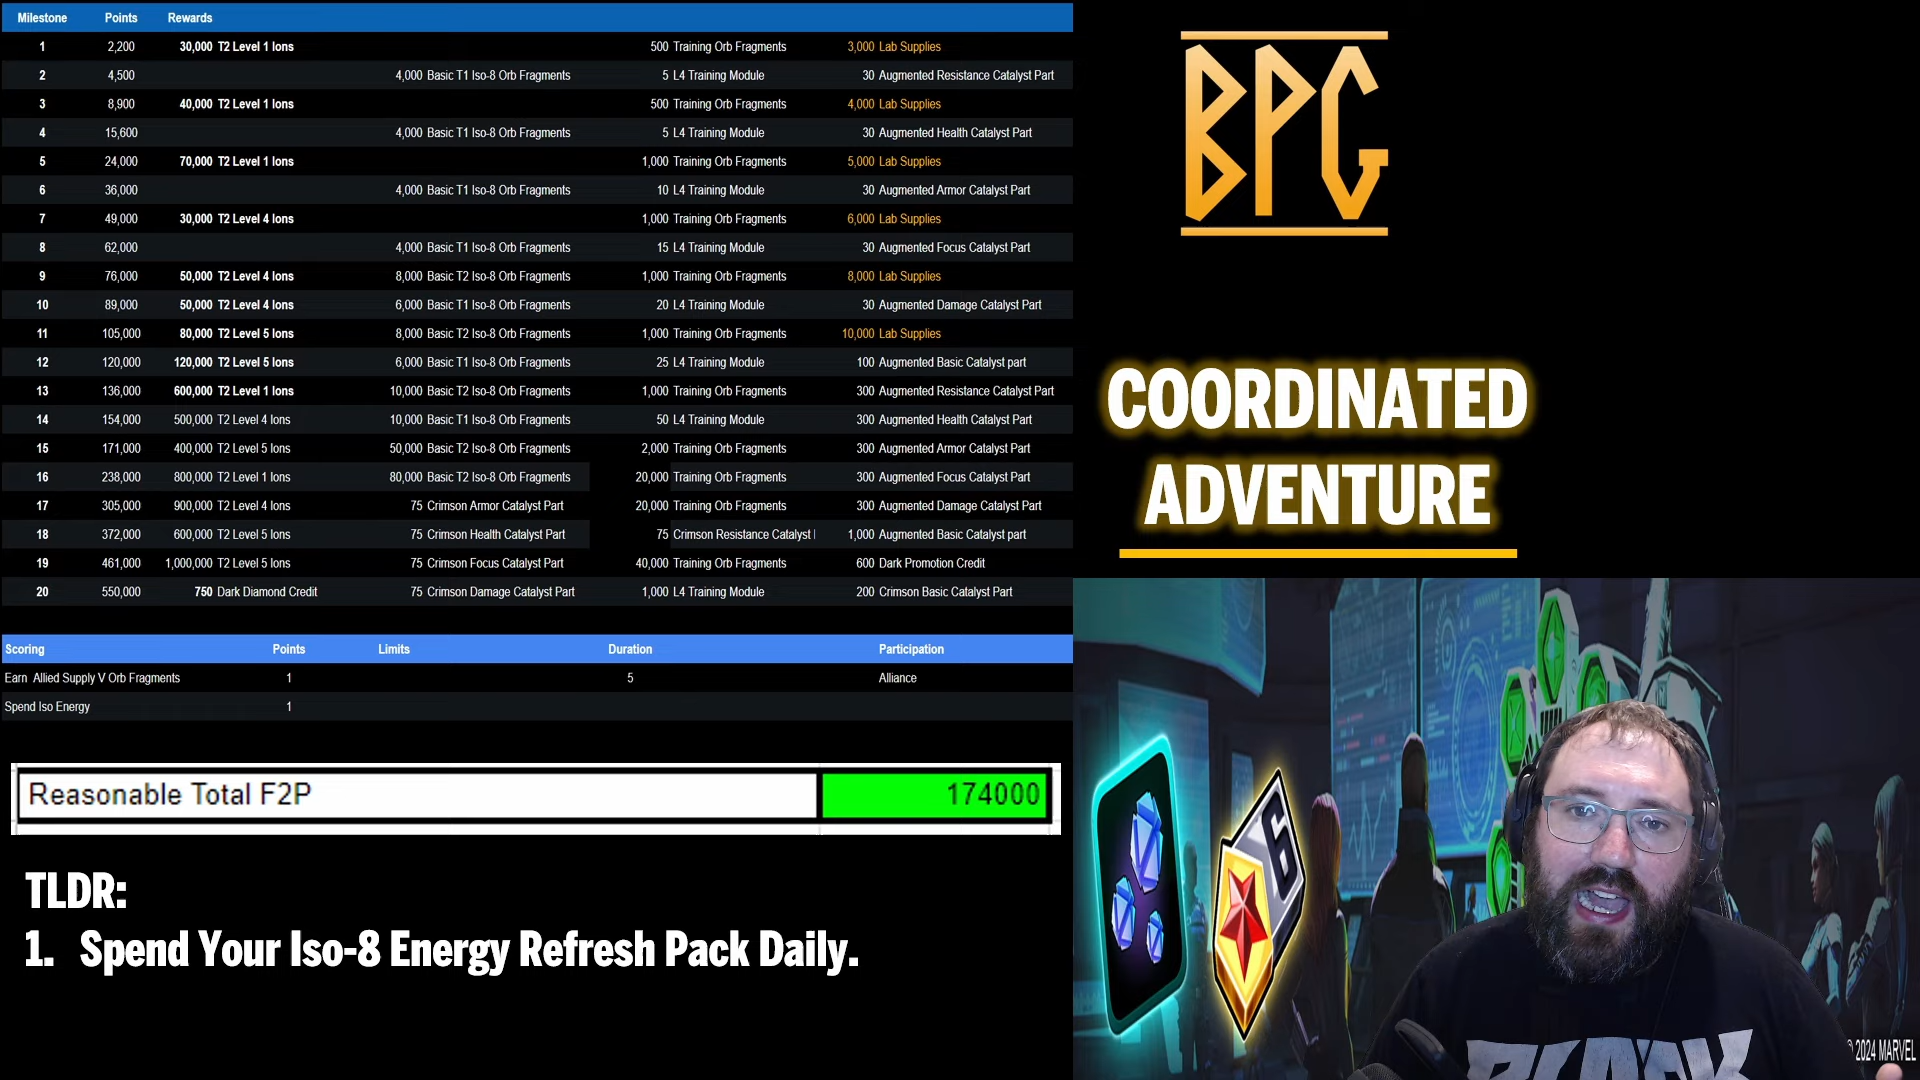 Milestone Points Rewards
1 2,200 30,000 T2 Level 1 Ions 500 Training Orb Fragments 3,000 Lab Supplies
2 4,500 4,000 Basic T1 Iso-8 Orb Fragments 5 L4 Training Module 30 Augmented Resistance Catalyst Part
3 8,900 40,000 T2 Level 1 Ions 500 Training Orb Fragments 4,000 Lab Supplies
4 15,600 4,000 Basic T1 Iso-8 Orb Fragments 5 L4 Training Module 30 Augmented Health Catalyst Part
5 24,000 70,000 T2 Level 1 Ions 1,000 Training Orb Fragments 5,000 Lab Supplies
6 36,000 4,000 Basic T1 Iso-8 Orb Fragments 10 L4 Training Module 30 Augmented Armor Catalyst Part
7 49,000 30,000 T2 Level 4 Ions 1,000 Training Orb Fragments 6,000 Lab Supplies
8 62,000 4,000 Basic T1 Iso-8 Orb Fragments 15 L4 Training Module 30 Augmented Focus Catalyst Part
9 76,000 50,000 T2 Level 4 Ions 8,000 Basic T2 Iso-8 Orb Fragments 1,000 Training Orb Fragments 8,000 Lab Supplies
10 89,000 50,000 T2 Level 4 Ions 6,000 Basic T1 Iso-8 Orb Fragments 20 L4 Training Module 30 Augmented Damage Catalyst Part
11 105,000 80,000 T2 Level 5 Ions 8,000 Basic T2 Iso-8 Orb Fragments 1,000 Training Orb Fragments 10,000 Lab Supplies
12 120,000 120,000 T2 Level 5 Ions 6,000 Basic T1 Iso-8 Orb Fragments 25 L4 Training Module 100 Augmented Basic Catalyst part
13 136,000 600,000 T2 Level 1 Ions 10,000 Basic T2 Iso-8 Orb Fragments 1,000 Training Orb Fragments 300 Augmented Resistance Catalyst Part
14 154,000 500,000 T2 Level 4 Ions 10,000 Basic T1 Iso-8 Orb Fragments 50 L4 Training Module 300 Augmented Health Catalyst Part
15 171,000 400,000 T2 Level 5 Ions 50,000 Basic T2 Iso-8 Orb Fragments 2,000 Training Orb Fragments 300 Augmented Armor Catalyst Part
16 238,000 800,000 T2 Level 1 Ions 80,000 Basic T2 Iso-8 Orb Fragments 20,000 Training Orb Fragments 300 Augmented Focus Catalyst Part
17 305,000 900,000 T2 Level 4 Ions 75 Crimson Armor Catalyst Part 20,000 Training Orb Fragments 300 Augmented Damage Catalyst Part
18 372,000 600,000 T2 Level 5 Ions 75 Crimson Health Catalyst Part 75 Crimson Resistance Catalyst 1,000 Augmented Basic Catalyst part
19 461,000 1,000,000 T2 Level 5 Ions 75 Crimson Focus Catalyst Part 40,000 Training Orb Fragments 600 Dark Promotion Credit
20 550,000 750 Dark Diamond Credit 75 Crimson Damage Catalyst Part 1,000 L4 Training Module 200 Crimson Basic Catalyst Part
Scoring Points Limits Duration Participation
Earn Allied Supply V Orb Fragments 1 5 Alliance
Spend Iso Energy 1
Reasonable Total F2P 174000
TLDR:
1. Spend Your Iso-8 Energy Refresh Pack Daily.
BPG
COORDINATED
ADVENTURE
6
BLACK
© 2024 MARVEL